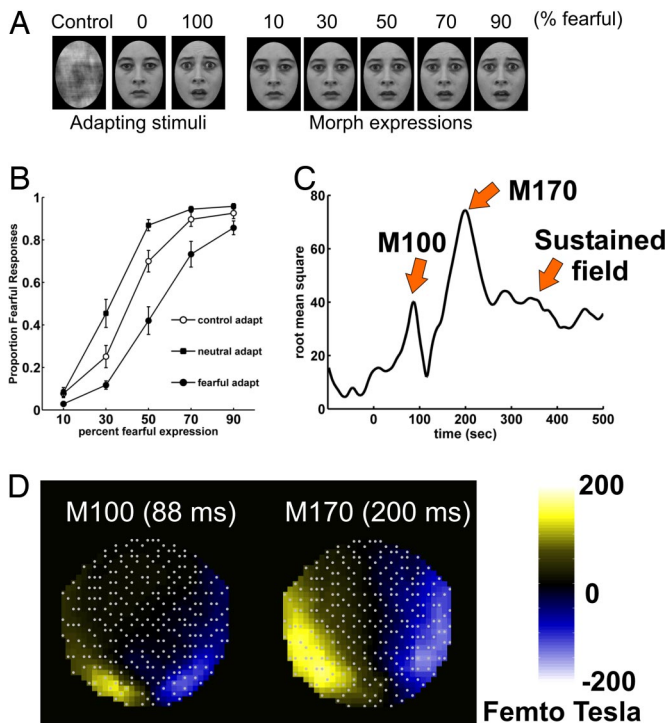 A
Control 0 100 10 30 50 70 90 (% fearful)
Adapting stimuli Morph expressions
B
Proportion Fearful Responses
1
0.8
0.6
0.4
0.2
0
control adapt
neutral adapt
fearful adapt
10 30 50 70 90
percent fearful expression
C
root mean square
80
60
40
20
0
M100
M170
Sustained
field
0 100 200 300 400 500
time (sec)
D
M100 (88 ms) M170 (200 ms)
200
0
-200
Femto Tesla